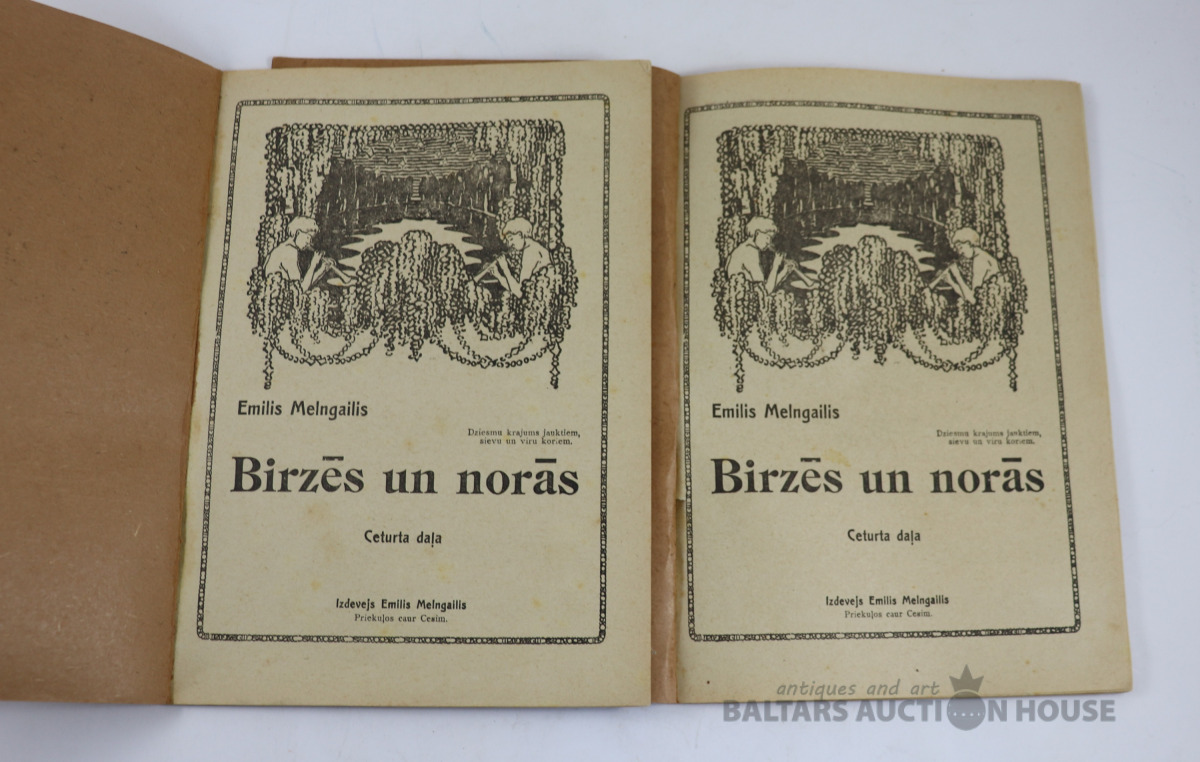 Emilis Melngailis
Dziesmu krajums jauktiem,
sievu un viru koriem.
Birzēs un norās
Ceturta daļa
Izdevejs Emilis Melngailis
Priekuļos caur Cesim.
Emilis Melngailis
Dziesmu krajums jauktiem,
sievu un viru koriem.
Birzēs un norās
Ceturta daļa
Izdevejs Emilis Melngailis
Priekuļos caur Cesim.
antiques and art
BALTARS AUCTION HOUSE